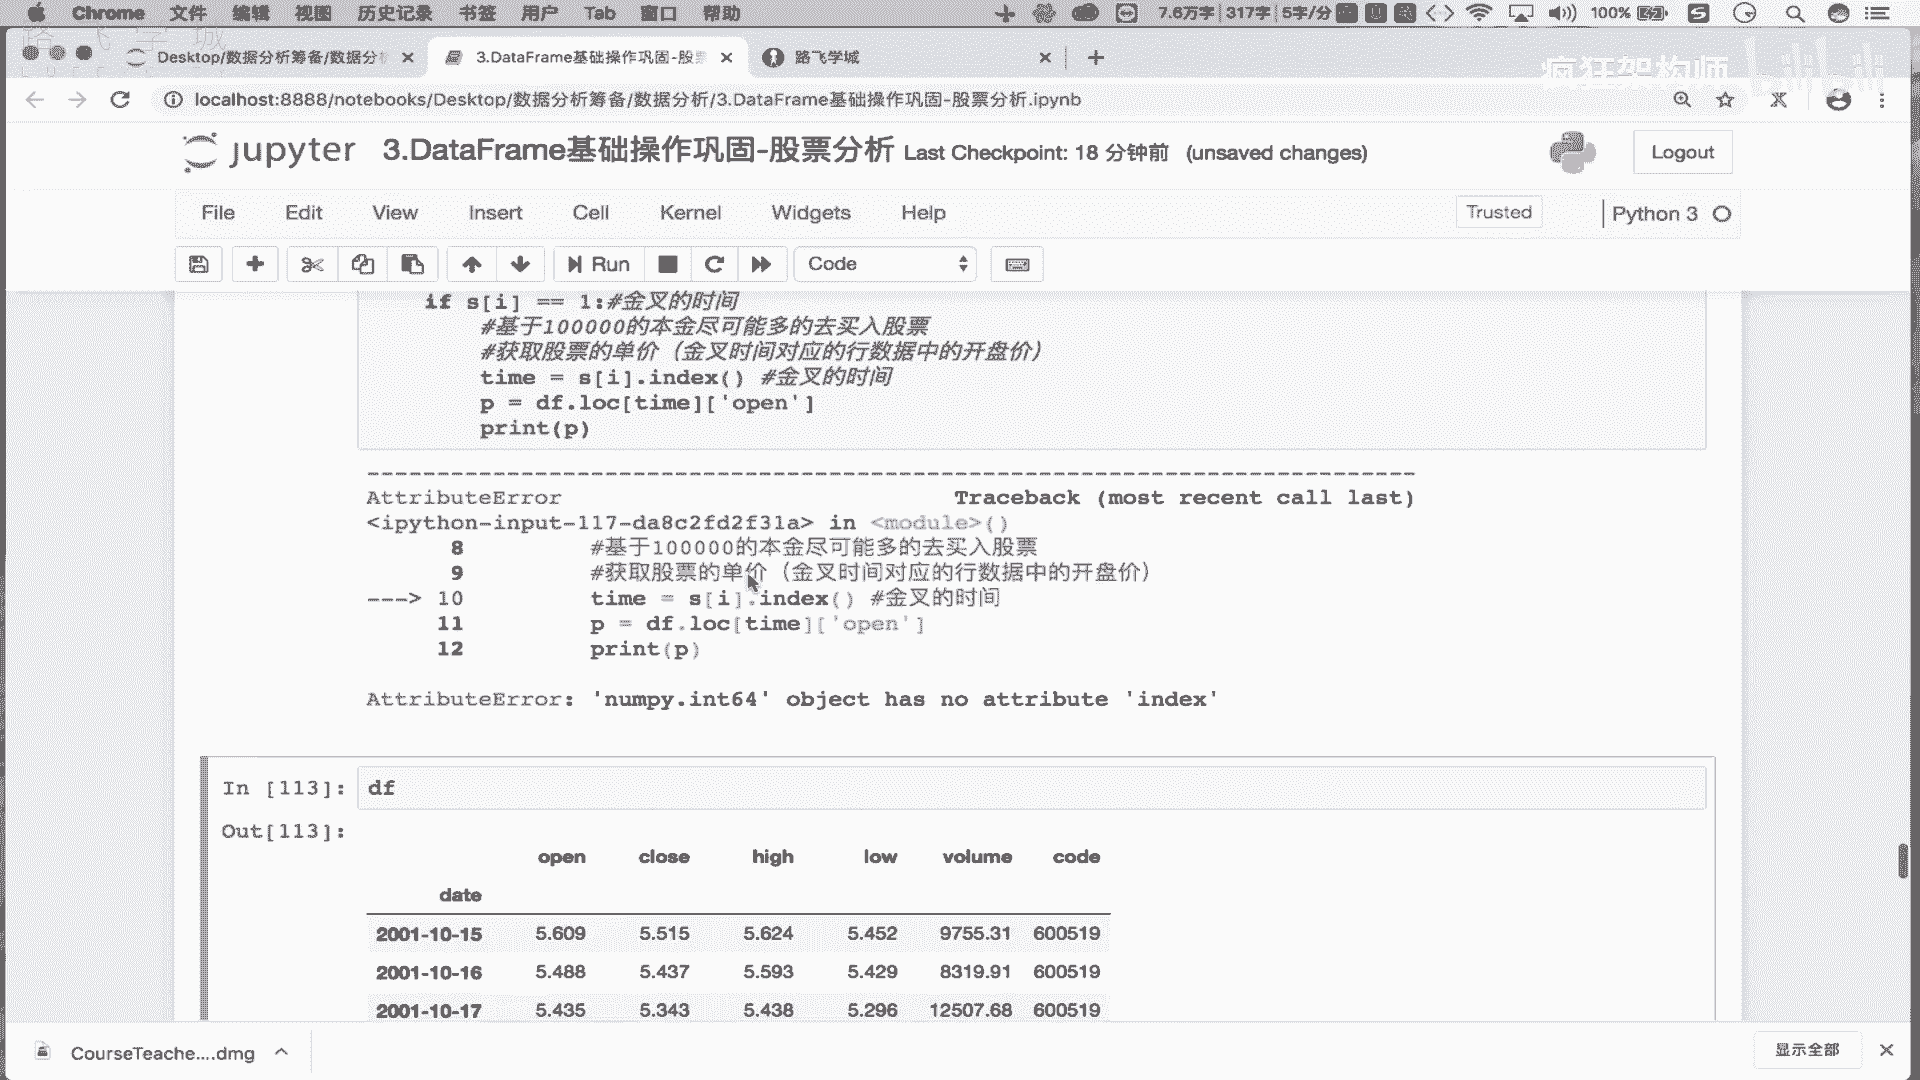 Chrome 文件 编辑 视图 历史记录 书签 用户 Tab 窗口 帮助 7.6万字 317字 5字/分 100%
Desktop/数据分析筹备/数据分 3.DataFrame基础操作巩固-股 路飞学城
疯狂架构师 bilibili
localhost:8888/notebooks/Desktop/数据分析筹备/数据分析/3.DataFrame基础操作巩固-股票分析.ipynb
jupyter 3.DataFrame基础操作巩固-股票分析 Last Checkpoint: 18 分钟前 (unsaved changes) Logout
File Edit View Insert Cell Kernel Widgets Help Trusted Python 3
Run Code
if s[i] == 1:#金叉的时间
#基于100000的本金尽可能多的去买入股票
#获取股票的单价（金叉时间对应的行数据中的开盘价）
time = s[i].index() #金叉的时间
p = df.loc[time]['open']
print(p)
---------------------------------------------------------------------------
AttributeError Traceback (most recent call last)
<ipython-input-117-da8c2fd2f31a> in <module>()
8 #基于100000的本金尽可能多的去买入股票
9 #获取股票的单价（金叉时间对应的行数据中的开盘价）
---> 10 time = s[i].index() #金叉的时间
11 p = df.loc[time]['open']
12 print(p)
AttributeError: 'numpy.int64' object has no attribute 'index'
In [113]: df
Out[113]:
open close high low volume code
date
2001-10-15 5.609 5.515 5.624 5.452 9755.31 600519
2001-10-16 5.488 5.437 5.593 5.429 8319.91 600519
2001-10-17 5.435 5.343 5.438 5.296 12507.68 600519
CourseTeache....dmg 显示全部